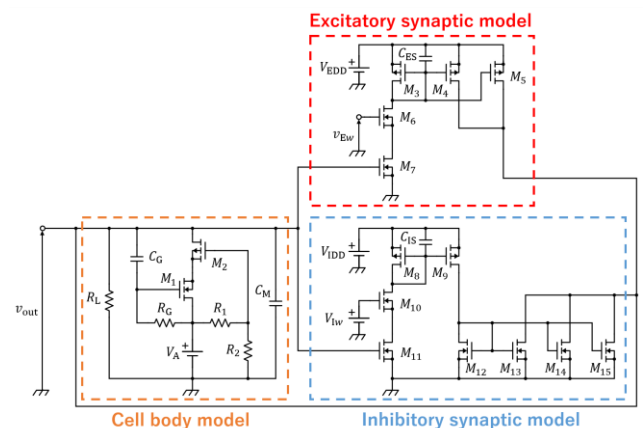 Excitatory synaptic model
V_EDD
+
C_ES
M_3
M_4
M_5
M_6
v_Ew
M_7
v_out
R_L
C_G
M_1
M_2
R_G
R_1
V_A
+
R_2
C_M
V_IDD
+
C_IS
M_8
M_9
M_10
V_Iw
+
M_11
M_12
M_13
M_14
M_15
Cell body model
Inhibitory synaptic model